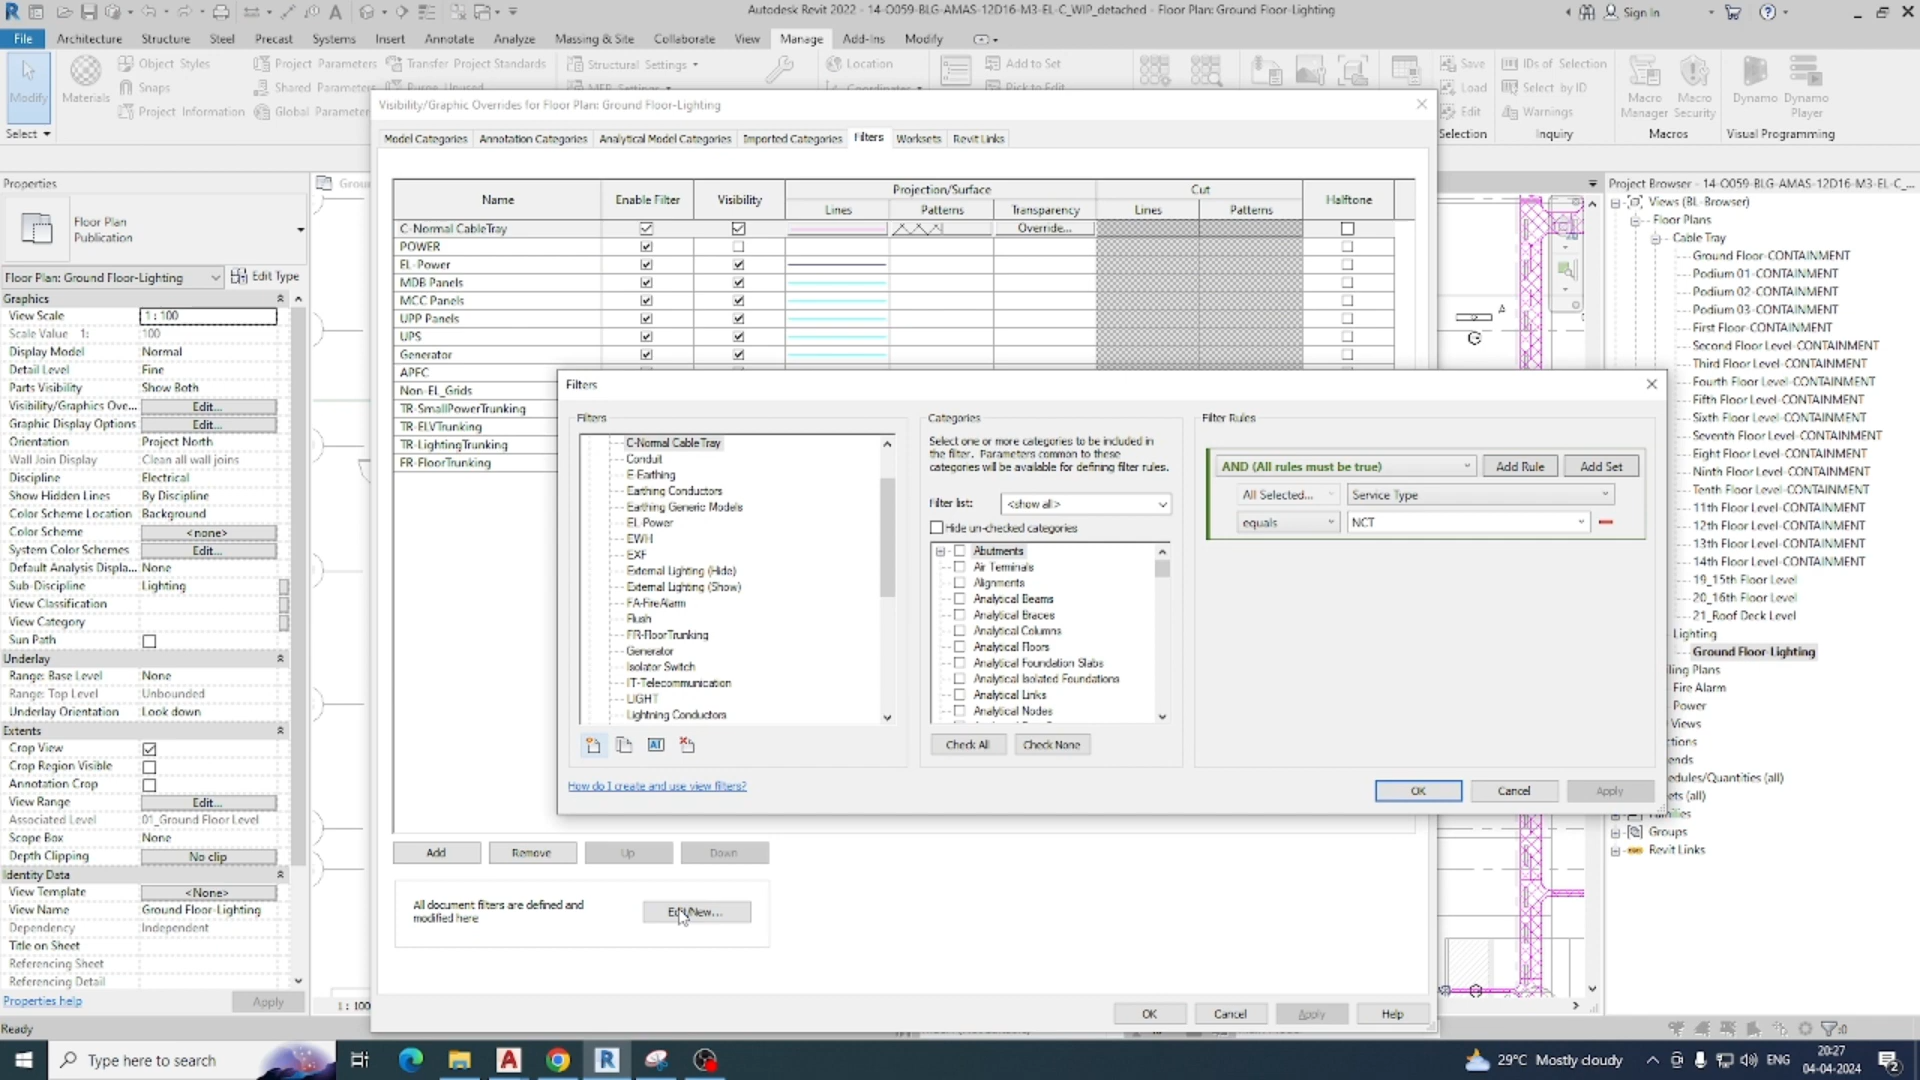 Autodesk Revit 2022 - 14-O059-BLG-AMAS-12D16-M3-EL-C_WIP_detached - Floor Plan: Ground Floor-Lighting
Sign In
File Architecture Structure Steel Precast Systems Insert Annotate Analyze Massing & Site Collaborate View Manage Add-Ins Modify
Modify
Materials
Object Styles
Snaps
Project Information
Project Parameters
Shared Parameters
Global Parameters
Transfer Project Standards
Structural Settings
Location
Add to Set
Save
Load
Edit
IDs of Selection
Select by ID
Warnings
Macro Manager
Macro Security
Dynamo
Dynamo Player
Select
Selection
Inquiry
Macros
Visual Programming
Properties
Floor Plan
Publication
Floor Plan: Ground Floor-Lighting
Edit Type
Graphics
View Scale 1 : 100
Scale Value 1: 100
Display Model Normal
Detail Level Fine
Parts Visibility Show Both
Visibility/Graphics Ove... Edit...
Graphic Display Options Edit...
Orientation Project North
Wall Join Display Clean all wall joins
Discipline Electrical
Show Hidden Lines By Discipline
Color Scheme Location Background
Color Scheme <none>
System Color Schemes Edit...
Default Analysis Displa... None
Sub-Discipline Lighting
View Classification
View Category
Sun Path
Underlay
Range: Base Level None
Range: Top Level Unbounded
Underlay Orientation Look down
Extents
Crop View
Crop Region Visible
Annotation Crop
View Range Edit...
Associated Level 01_Ground Floor Level
Scope Box None
Depth Clipping No clip
Identity Data
View Template <None>
View Name Ground Floor-Lighting
Dependency Independent
Title on Sheet
Referencing Sheet
Referencing Detail
Properties help Apply
Ready
1 : 100
Visibility/Graphic Overrides for Floor Plan: Ground Floor-Lighting
Model Categories Annotation Categories Analytical Model Categories Imported Categories Filters Worksets Revit Links
Name Enable Filter Visibility Projection/Surface Cut Halftone
Lines Patterns Transparency Lines Patterns
C-Normal CableTray Override...
POWER
EL-Power
MDB Panels
MCC Panels
UPP Panels
UPS
Generator
APFC
Non-EL_Grids
TR-SmallPowerTrunking
TR-ELVTrunking
TR-LightingTrunking
FR-FloorTrunking
Add Remove Up Down
All document filters are defined and
modified here
Edit/New...
OK Cancel Apply Help
Filters
Filters
C-Normal CableTray
Conduit
E-Earthing
Earthing Conductors
Earthing Generic Models
EL-Power
EWH
EXF
External Lighting (Hide)
External Lighting (Show)
FA-FireAlarm
Flush
FR-FloorTrunking
Generator
Isolator Switch
IT-Telecommunication
LIGHT
Lightning Conductors
How do I create and use view filters?
Categories
Select one or more categories to be included in
the filter. Parameters common to these
categories will be available for defining filter rules.
Filter list: <show all>
Hide un-checked categories
Abutments
Air Terminals
Alignments
Analytical Beams
Analytical Braces
Analytical Columns
Analytical Floors
Analytical Foundation Slabs
Analytical Isolated Foundations
Analytical Links
Analytical Nodes
Check All Check None
Filter Rules
AND (All rules must be true) Add Rule Add Set
All Selected... Service Type
equals NCT
OK Cancel Apply
Project Browser - 14-O059-BLG-AMAS-12D16-M3-EL-C_...
Views (BL-Browser)
Floor Plans
Cable Tray
Ground Floor-CONTAINMENT
Podium 01-CONTAINMENT
Podium 02-CONTAINMENT
Podium 03-CONTAINMENT
First Floor-CONTAINMENT
Second Floor Level-CONTAINMENT
Third Floor Level-CONTAINMENT
Fourth Floor Level-CONTAINMENT
Fifth Floor Level-CONTAINMENT
Sixth Floor Level-CONTAINMENT
Seventh Floor Level-CONTAINMENT
Eight Floor Level-CONTAINMENT
Ninth Floor Level-CONTAINMENT
Tenth Floor Level-CONTAINMENT
11th Floor Level-CONTAINMENT
12th Floor Level-CONTAINMENT
13th Floor Level-CONTAINMENT
14th Floor Level-CONTAINMENT
19_15th Floor Level
20_16th Floor Level
21_Roof Deck Level
Lighting
Ground Floor-Lighting
ling Plans
Fire Alarm
Power
Views
ctions
ends
edules/Quantities (all)
ets (all)
Families
Groups
Revit Links
Type here to search
29°C Mostly cloudy
ENG
20:27
04-04-2024